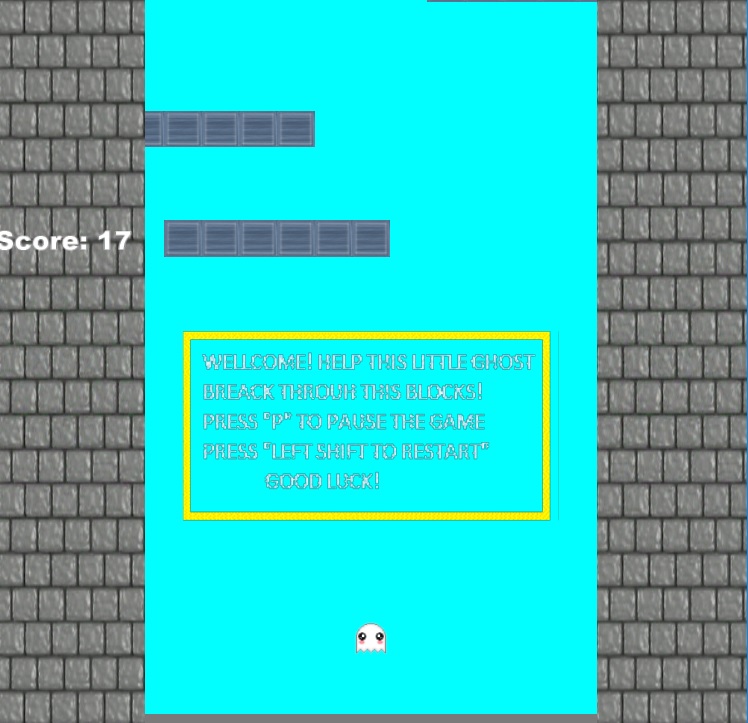 Score: 17
WELLCOME! HELP THIS LITTLE GHOST
BREACK THROUH THIS BLOCKS!
PRESS "P" TO PAUSE THE GAME
PRESS "LEFT SHIFT TO RESTART"
GOOD LUCK!